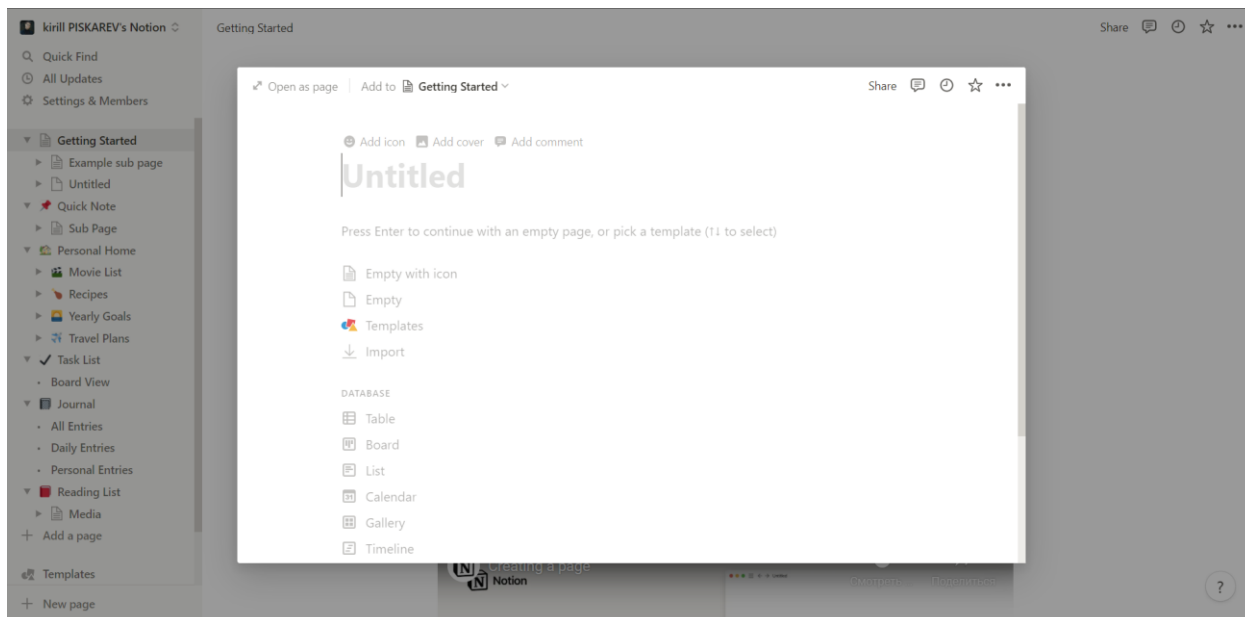 kirill PISKAREV's Notion
Getting Started
Share
Quick Find
All Updates
Settings & Members
Getting Started
Example sub page
Untitled
Quick Note
Sub Page
Personal Home
Movie List
Recipes
Yearly Goals
Travel Plans
Task List
Board View
Journal
All Entries
Daily Entries
Personal Entries
Reading List
Media
Add a page
Templates
New page
Open as page
Add to Getting Started
Share
Add icon Add cover Add comment
Untitled
Press Enter to continue with an empty page, or pick a template (↑↓ to select)
Empty with icon
Empty
Templates
Import
DATABASE
Table
Board
List
31 Calendar
Gallery
Timeline
Creating a page
Notion
Смотреть... Поделиться
?